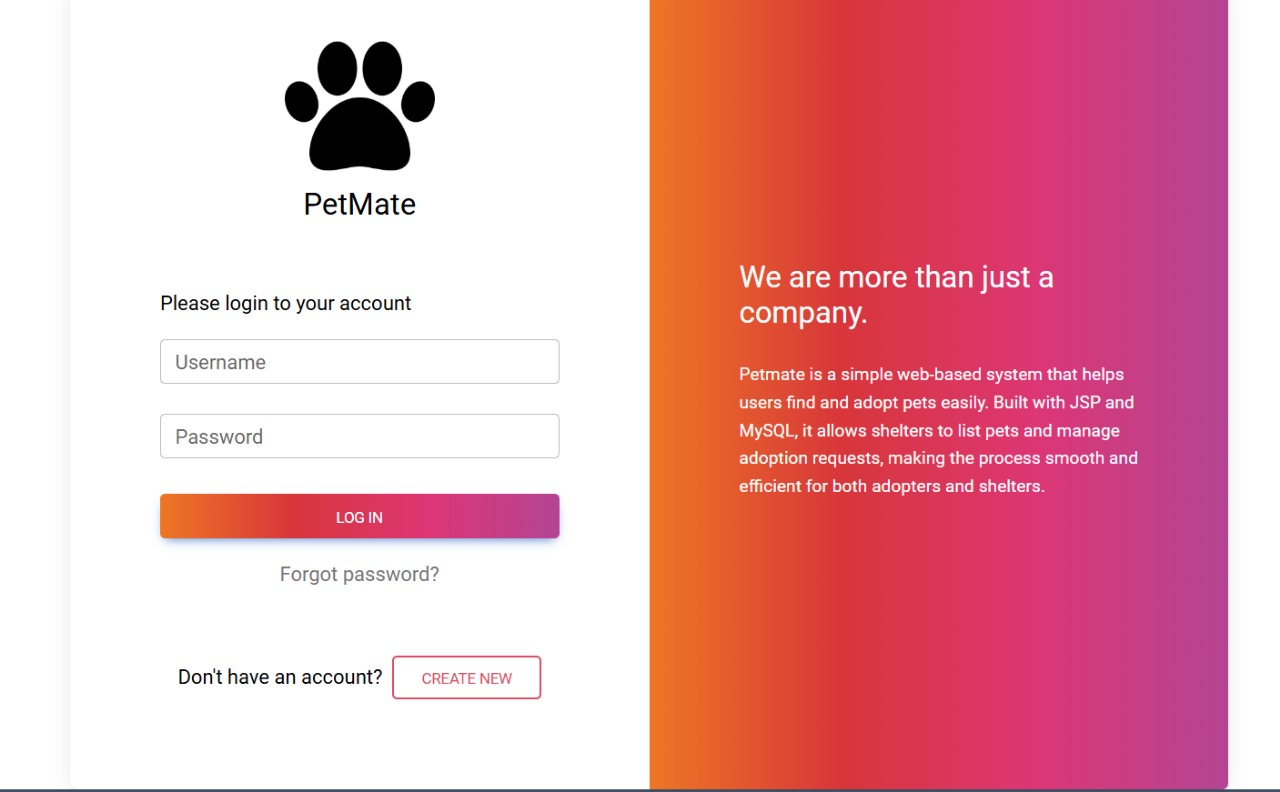 PetMate
Please login to your account
Username
Password
LOG IN
Forgot password?
Don't have an account? CREATE NEW
We are more than just a
company.
Petmate is a simple web-based system that helps
users find and adopt pets easily. Built with JSP and
MySQL, it allows shelters to list pets and manage
adoption requests, making the process smooth and
efficient for both adopters and shelters.